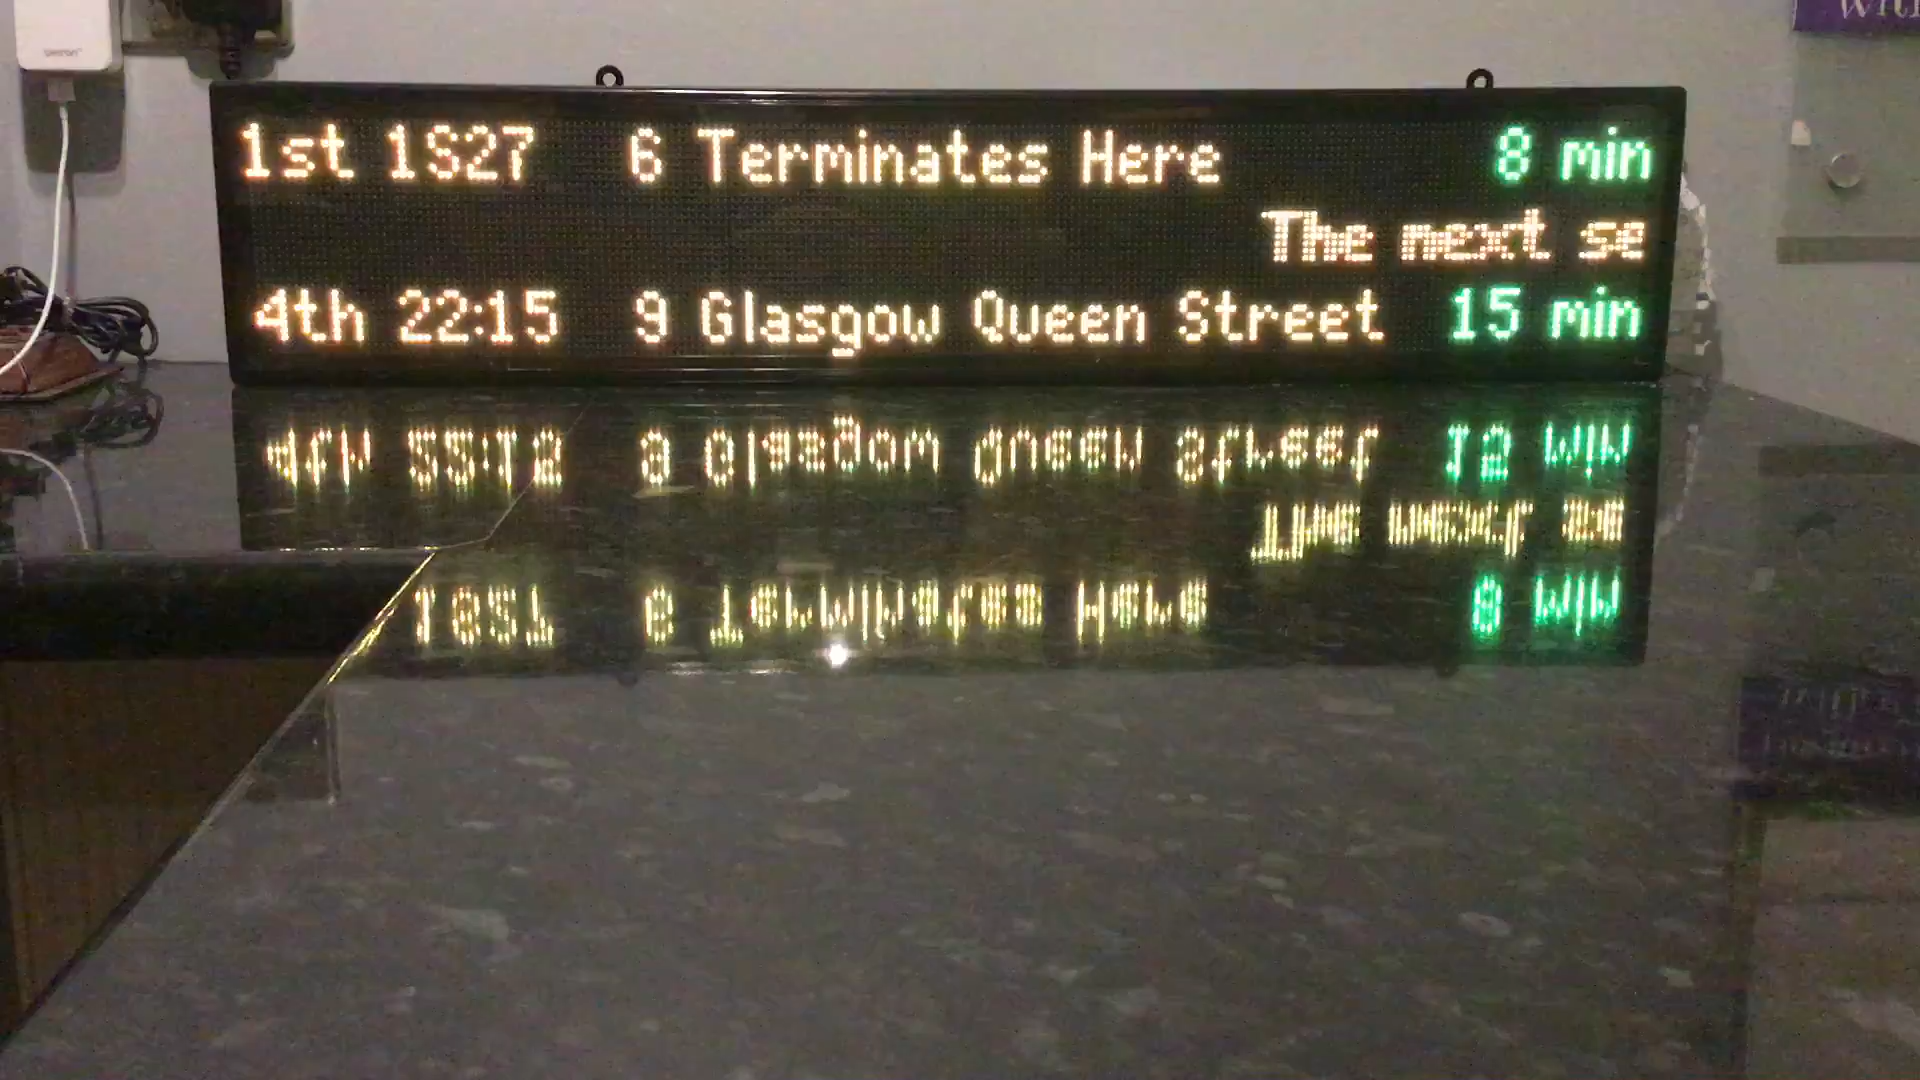 1st 1S27 6 Terminates Here 8 min
The next se
4th 22:15 9 Glasgow Queen Street 15 min